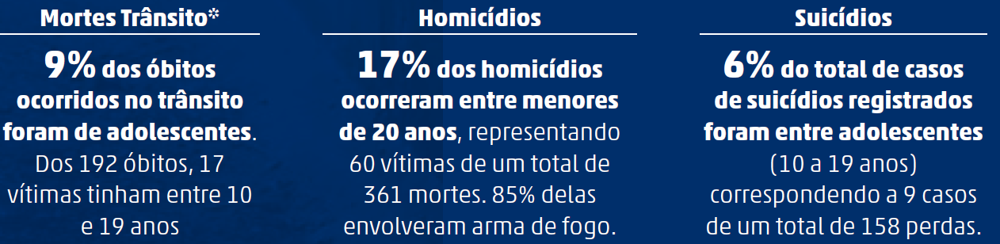 Mortes Trânsito*
9% dos óbitos
ocorridos no trânsito
foram de adolescentes.
Dos 192 óbitos, 17
vítimas tinham entre 10
e 19 anos
Homicídios
17% dos homicídios
ocorreram entre menores
de 20 anos, representando
60 vítimas de um total de
361 mortes. 85% delas
envolveram arma de fogo.
Suicídios
6% do total de casos
de suicídios registrados
foram entre adolescentes
(10 a 19 anos)
correspondendo a 9 casos
de um total de 158 perdas.